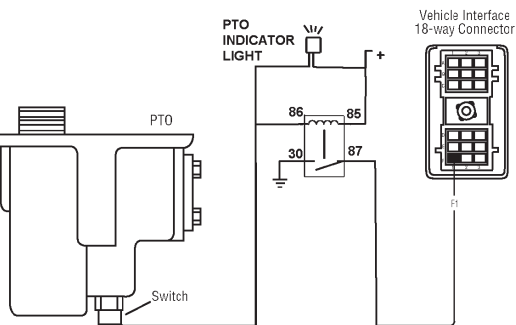 Vehicle Interface
18-way Connector
PTO
INDICATOR
LIGHT
+
86
85
PTO
30
87
F1
Switch